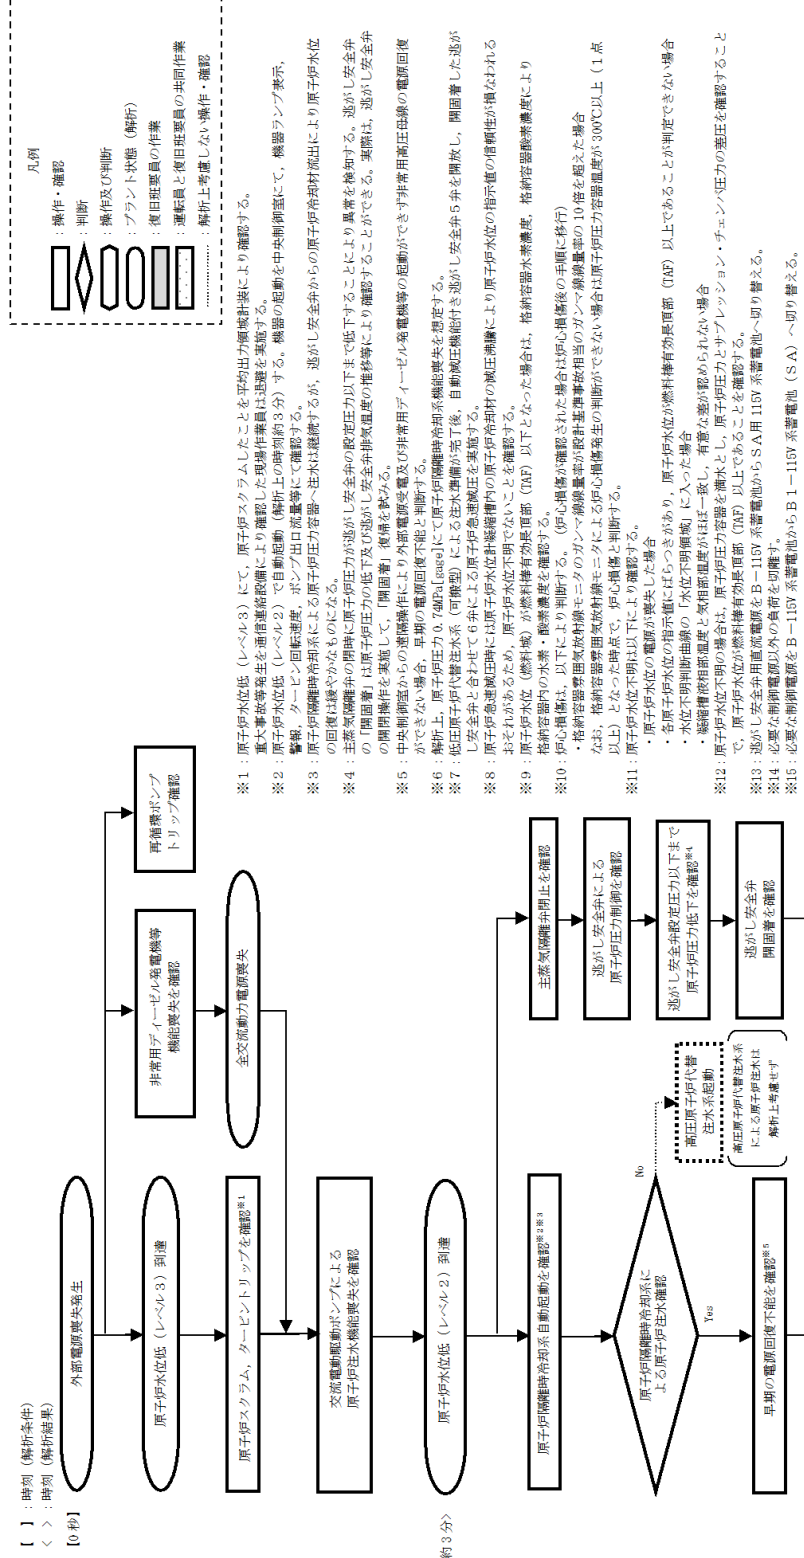 【　】：時刻（解析条件）
＜　＞：時刻（解析結果）
【0秒】
外部電源喪失発生
原子炉水位低（レベル３）到達
原子炉スクラム，タービントリップを確認※1
非常用ディーゼル発電機等
機能喪失を確認
再循環ポンプ
トリップ確認
全交流動力電源喪失
交流電動駆動ポンプによる
原子炉注水機能喪失を確認
約３分＞
原子炉水位低（レベル２）到達
原子炉隔離時冷却系自動起動を確認※2※3
原子炉隔離時冷却系に
よる原子炉注水確認
No
Yes
高圧原子炉代替
注水系起動
高圧原子炉代替注水系
による原子炉注水は
解析上考慮せず
早期の電源回復不能を確認※5
主蒸気隔離弁閉止を確認
逃がし安全弁による
原子炉圧力制御を確認
逃がし安全弁設定圧力以下まで
原子炉圧力低下を確認※4
逃がし安全弁
開固着を確認
凡例
：操作・確認
：判断
：操作及び判断
：プラント状態（解析）
：復旧班要員の作業
：運転員と復旧班要員の共同作業
：解析上考慮しない操作・確認
※1：原子炉水位低（レベル３）にて，原子炉スクラムしたことを平均出力領域計装により確認する。
重大事故等発生を通信連絡設備により確認した現場作業員は退避を実施する。
※2：原子炉水位低（レベル２）で自動起動（解析上の時刻約３分）する。機器の起動を中央制御室にて，機器ランプ表示，
警報，タービン回転速度，ポンプ出口流量等にて確認する。
※3：原子炉隔離時冷却系による原子炉圧力容器へ注水は継続するが，逃がし安全弁からの原子炉冷却材流出により原子炉水位
の回復は緩やかなものになる。
※4：主蒸気隔離弁の閉時に原子炉圧力が逃がし安全弁の設定圧力以下まで低下することにより異常を検知する。逃がし安全弁
の「開固着」は原子炉圧力の低下及び逃がし安全弁排気温度の推移等により確認することができる。実際は，逃がし安全弁
の開閉操作を実施して，「開固着」復帰を試みる。
※5：中央制御室からの遠隔操作により外部電源受電及び非常用ディーゼル発電機等の起動ができず非常用高圧母線の電源回復
ができない場合，早期の電源回復不能と判断する。
※6：解析上，原子炉圧力0.74MPa[gage]にて原子炉隔離時冷却系機能喪失を想定する。
※7：低圧原子炉代替注水系（可搬型）による注水準備が完了後，自動減圧機能付き逃がし安全弁５弁を開放し，開固着した逃が
し安全弁と合わせて６弁による原子炉急速減圧を実施する。
※8：原子炉急速減圧時には原子炉水位計凝縮槽内の原子炉冷却材の減圧沸騰により原子炉水位の指示値の信頼性が損なわれる
おそれがあるため，原子炉水位不明でないことを確認する。
※9：原子炉水位（燃料域）が燃料棒有効長頂部（TAF）以下となった場合は，格納容器水素濃度，格納容器酸素濃度により
格納容器内の水素・酸素濃度を確認する。
※10：炉心損傷は，以下により判断する。（炉心損傷が確認された場合は炉心損傷後の手順に移行）
・格納容器雰囲気放射線モニタのガンマ線線量率が設計基準事故相当のガンマ線線量率の10倍を超えた場合
なお，格納容器雰囲気放射線モニタによる炉心損傷発生の判断ができない場合は原子炉圧力容器温度が300℃以上（１点
以上）となった時点で，炉心損傷と判断する。
※11：原子炉水位不明は以下により確認する。
・原子炉水位の電源が喪失した場合
・各原子炉水位の指示値にばらつきがあり，原子炉水位が燃料棒有効長頂部（TAF）以上であることが判定できない場合
・水位不明判断曲線の「水位不明領域」に入った場合
・凝縮槽液相部温度と気相部温度がほぼ一致し，有意な差が認められない場合
※12：原子炉水位不明の場合は，原子炉圧力容器を満水とし，原子炉圧力とサプレッション・チェンバ圧力の差圧を確認すること
で，原子炉水位が燃料棒有効長頂部（TAF）以上であることを確認する。
※13：逃がし安全弁用直流電源をＢ－115V系蓄電池からＳＡ用115V系蓄電池へ切り替える。
※14：必要な制御電源以外の負荷を切離す。
※15：必要な制御電源をＢ－115V系蓄電池からＢ１－115V系蓄電池（ＳＡ）へ切り替える。